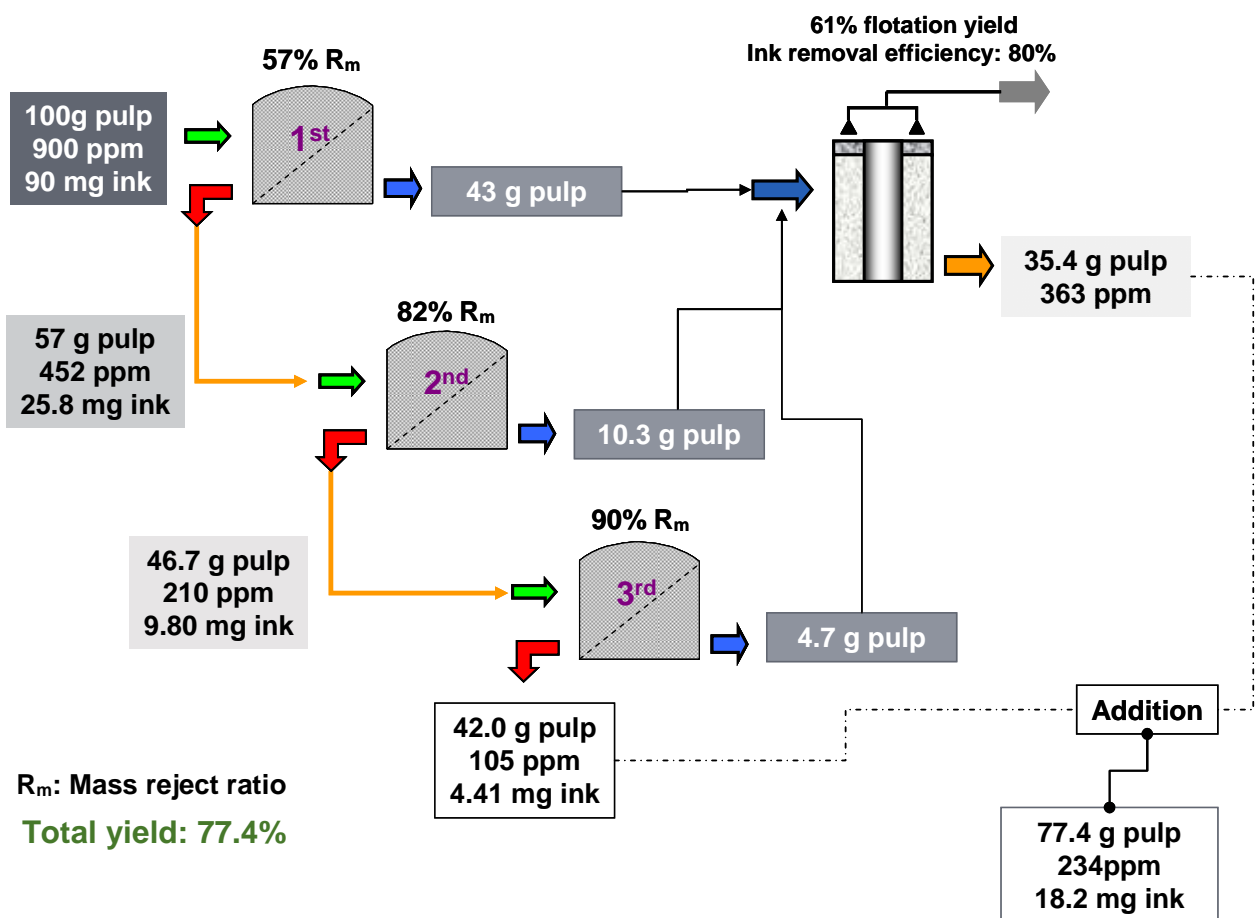 61% flotation yield
Ink removal efficiency: 80%
57% Rm
100g pulp
900 ppm
90 mg ink
1st
43 g pulp
35.4 g pulp
363 ppm
82% Rm
57 g pulp
452 ppm
25.8 mg ink
2nd
10.3 g pulp
90% Rm
46.7 g pulp
210 ppm
9.80 mg ink
3rd
4.7 g pulp
42.0 g pulp
105 ppm
4.41 mg ink
Addition
Rm: Mass reject ratio
Total yield: 77.4%
77.4 g pulp
234ppm
18.2 mg ink